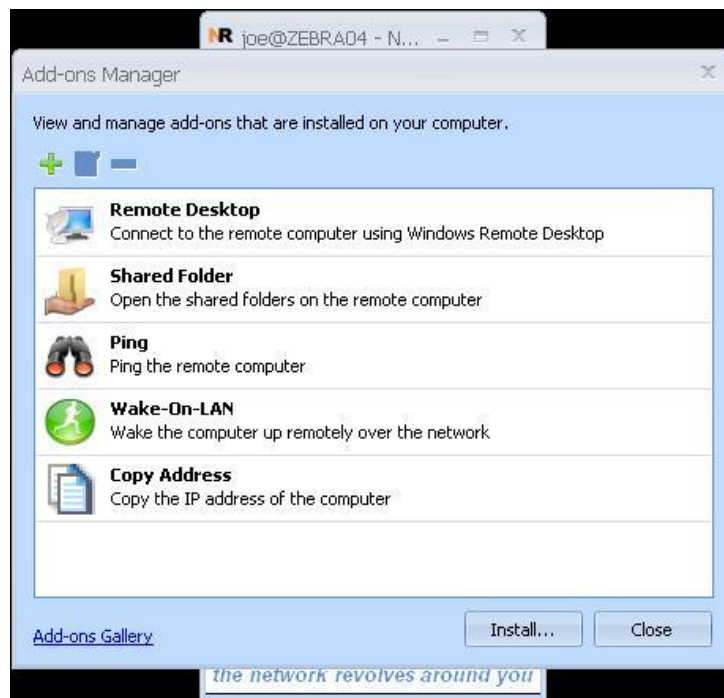 NR joe@ZEBRA04 - N...
Add-ons Manager
View and manage add-ons that are installed on your computer.
Remote Desktop
Connect to the remote computer using Windows Remote Desktop
Shared Folder
Open the shared folders on the remote computer
Ping
Ping the remote computer
Wake-On-LAN
Wake the computer up remotely over the network
Copy Address
Copy the IP address of the computer
Add-ons Gallery
Install...
Close
the network revolves around you